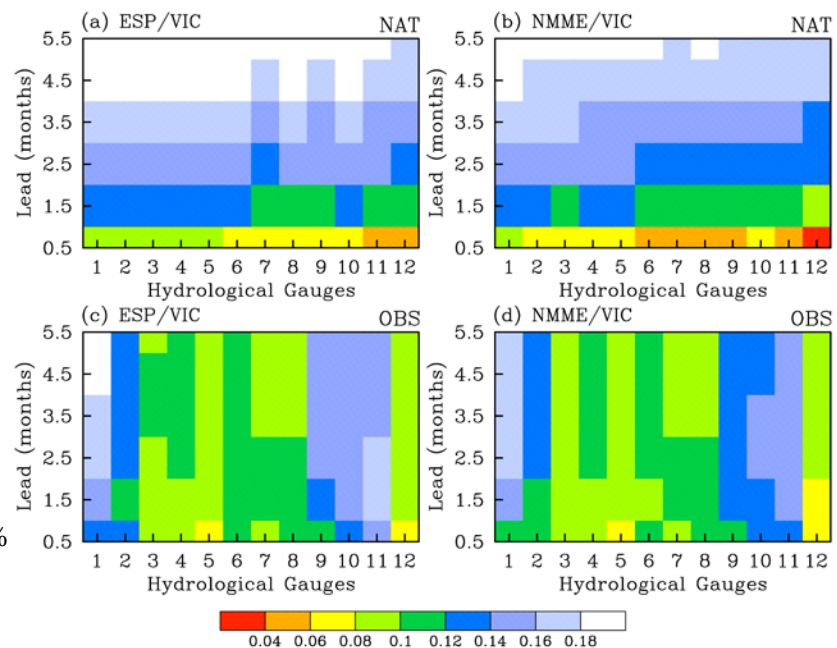 (a) ESP/VIC NAT (b) NMME/VIC NAT
5.5 5.5
4.5 4.5
3.5 3.5
2.5 2.5
1.5 1.5
0.5 0.5
Lead (months) Lead (months)
1 2 3 4 5 6 7 8 9 10 11 12 1 2 3 4 5 6 7 8 9 10 11 12
Hydrological Gauges Hydrological Gauges
(c) ESP/VIC OBS (d) NMME/VIC OBS
5.5 5.5
4.5 4.5
3.5 3.5
2.5 2.5
1.5 1.5
% 0.5 0.5
Lead (months) Lead (months)
1 2 3 4 5 6 7 8 9 10 11 12 1 2 3 4 5 6 7 8 9 10 11 12
Hydrological Gauges Hydrological Gauges
0.04 0.06 0.08 0.1 0.12 0.14 0.16 0.18